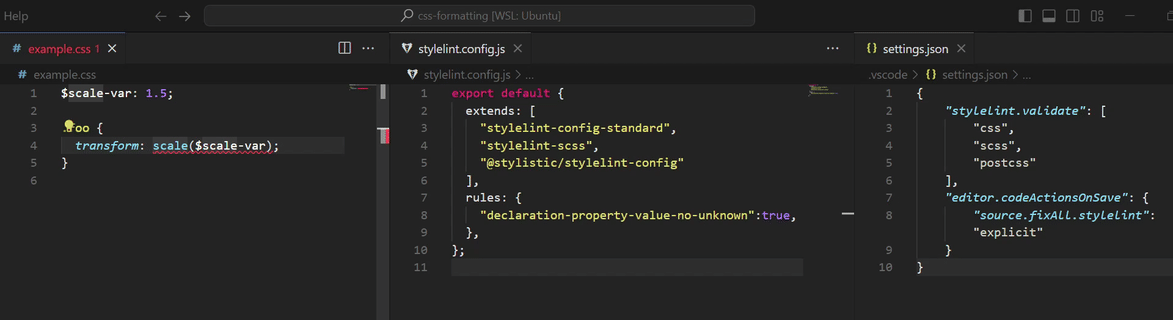 Help
css-formatting [WSL: Ubuntu]
# example.css 1
# example.css
1 $scale-var: 1.5;
2
3 .foo {
4 transform: scale($scale-var);
5 }
6
stylelint.config.js
stylelint.config.js > ...
1 export default {
2 extends: [
3 "stylelint-config-standard",
4 "stylelint-scss",
5 "@stylistic/stylelint-config"
6 ],
7 rules: {
8 "declaration-property-value-no-unknown":true,
9 },
10 };
11
{} settings.json
.vscode > {} settings.json > ...
1 {
2 "stylelint.validate": [
3 "css",
4 "scss",
5 "postcss"
6 ],
7 "editor.codeActionsOnSave": {
8 "source.fixAll.stylelint":
"explicit"
9 }
10 }